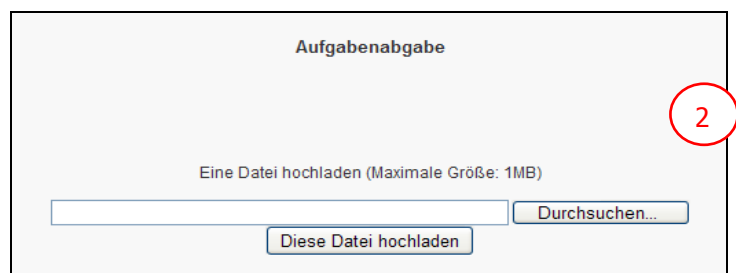 Aufgabenabgabe
2
Eine Datei hochladen (Maximale Größe: 1MB)
Durchsuchen...
Diese Datei hochladen